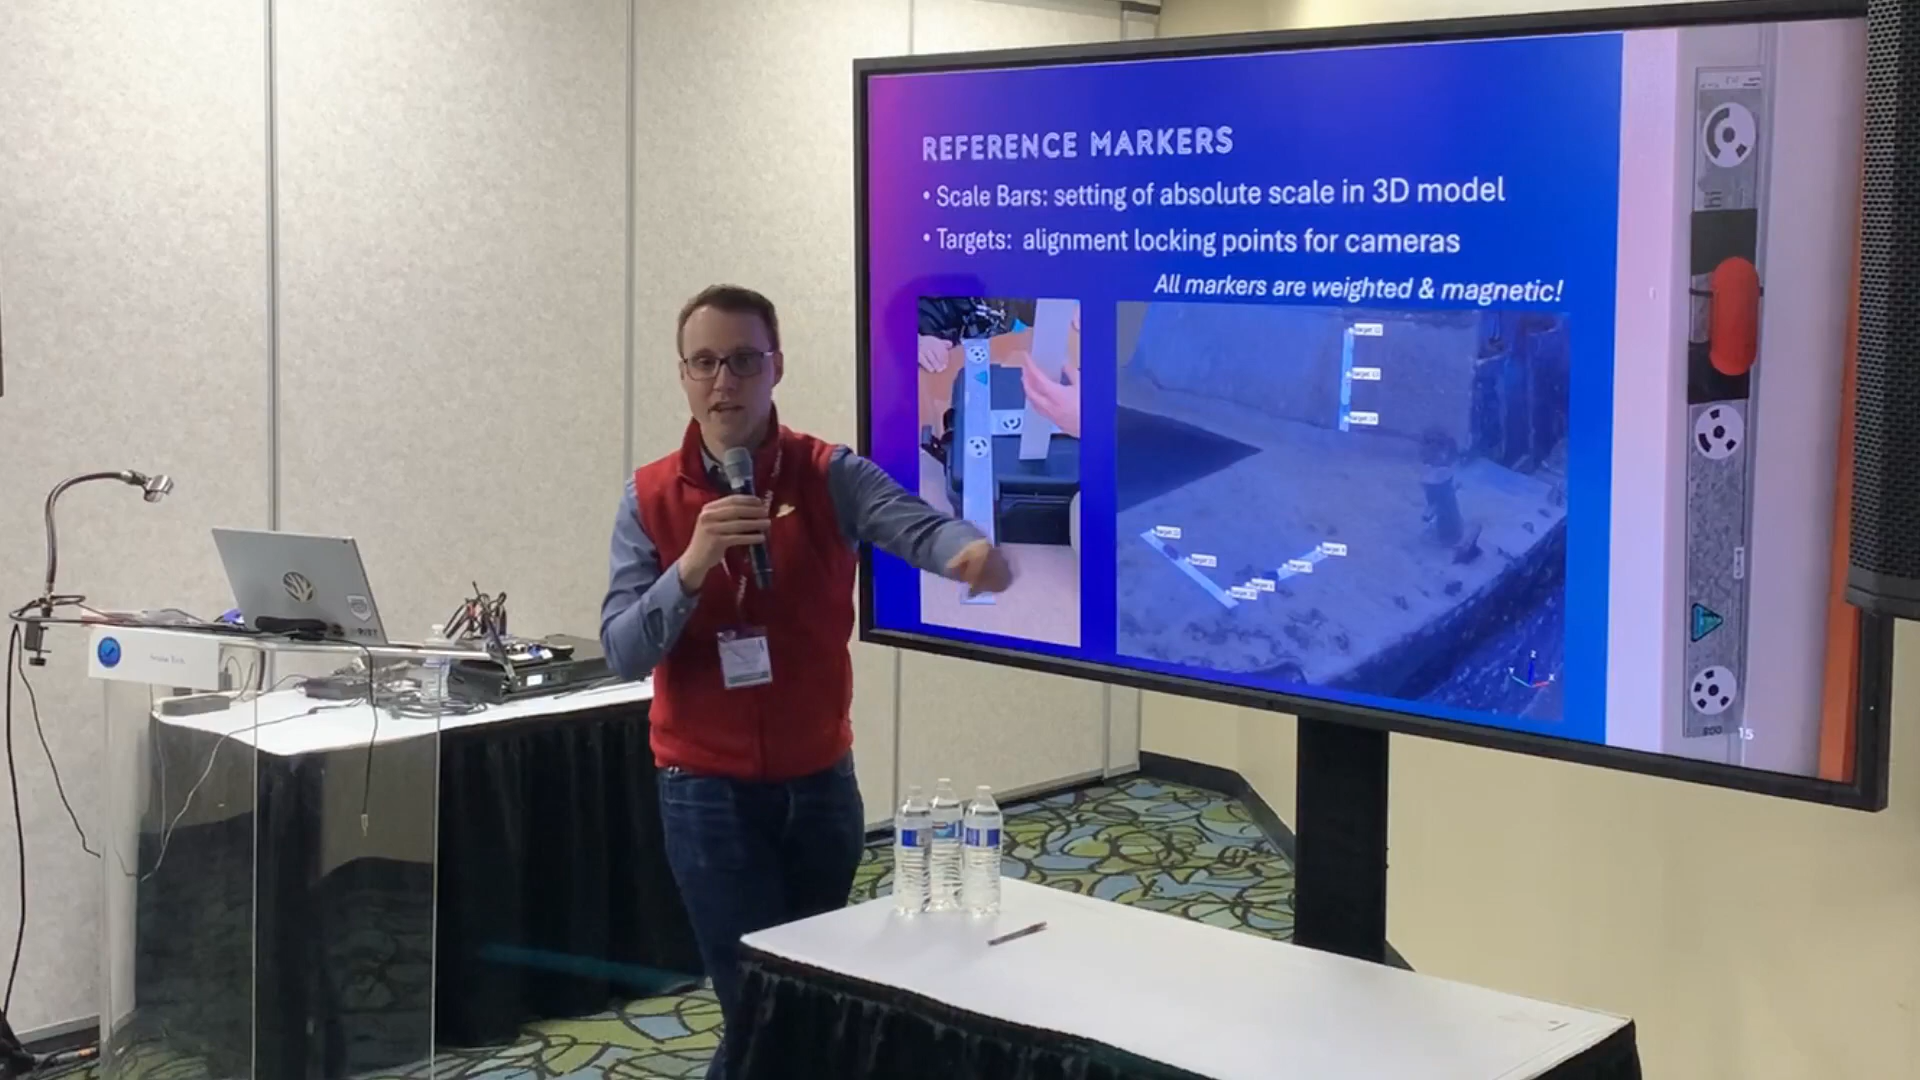 REFERENCE MARKERS
• Scale Bars: setting of absolute scale in 3D model
• Targets: alignment locking points for cameras
All markers are weighted & magnetic!
15